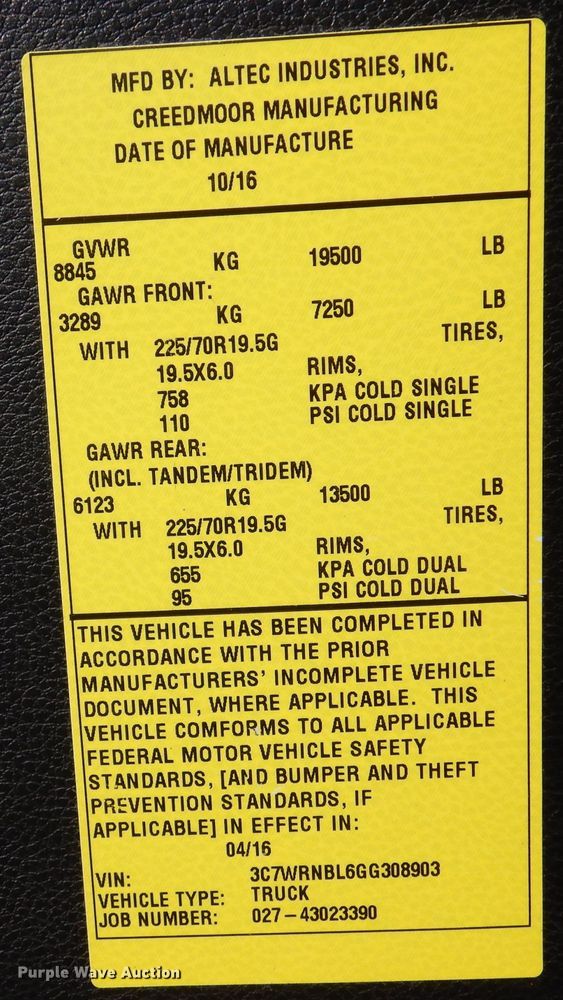 MFD BY: ALTEC INDUSTRIES, INC.
CREEDMOOR MANUFACTURING
DATE OF MANUFACTURE
10/16
GVWR
8845 KG 19500 LB
GAWR FRONT:
3289 KG 7250 LB
WITH 225/70R19.5G TIRES,
19.5X6.0 RIMS,
758 KPA COLD SINGLE
110 PSI COLD SINGLE
GAWR REAR:
(INCL. TANDEM/TRIDEM)
6123 KG 13500 LB
WITH 225/70R19.5G TIRES,
19.5X6.0 RIMS,
655 KPA COLD DUAL
95 PSI COLD DUAL
THIS VEHICLE HAS BEEN COMPLETED IN
ACCORDANCE WITH THE PRIOR
MANUFACTURERS' INCOMPLETE VEHICLE
DOCUMENT, WHERE APPLICABLE. THIS
VEHICLE COMFORMS TO ALL APPLICABLE
FEDERAL MOTOR VEHICLE SAFETY
STANDARDS, [AND BUMPER AND THEFT
PREVENTION STANDARDS, IF
APPLICABLE] IN EFFECT IN:
04/16
VIN: 3C7WRNBL6GG308903
VEHICLE TYPE: TRUCK
JOB NUMBER: 027-43023390
Purple Wave Auction